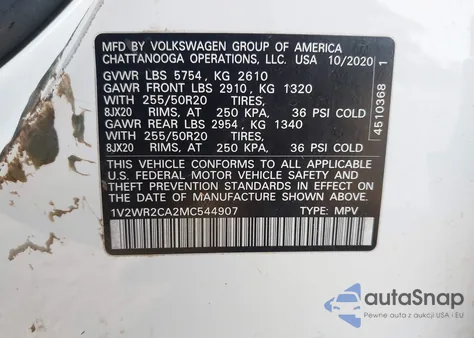 MFD BY VOLKSWAGEN GROUP OF AMERICA
CHATTANOOGA OPERATIONS, LLC. USA 10/2020
GVWR LBS 5754, KG 2610
GAWR FRONT LBS 2910, KG 1320
WITH 255/50R20 TIRES,
8JX20 RIMS, AT 250 KPA, 36 PSI COLD
GAWR REAR LBS 2954, KG 1340
WITH 255/50R20 TIRES,
8JX20 RIMS, AT 250 KPA, 36 PSI COLD
THIS VEHICLE CONFORMS TO ALL APPLICABLE
U.S. FEDERAL MOTOR VEHICLE SAFETY AND
THEFT PREVENTION STANDARDS IN EFFECT ON
THE DATE OF MANUFACTURE SHOWN ABOVE.
1V2WR2CA2MC544907 TYPE: MPV
4510368 1
autoSnap
Pewne auta z USA i EU